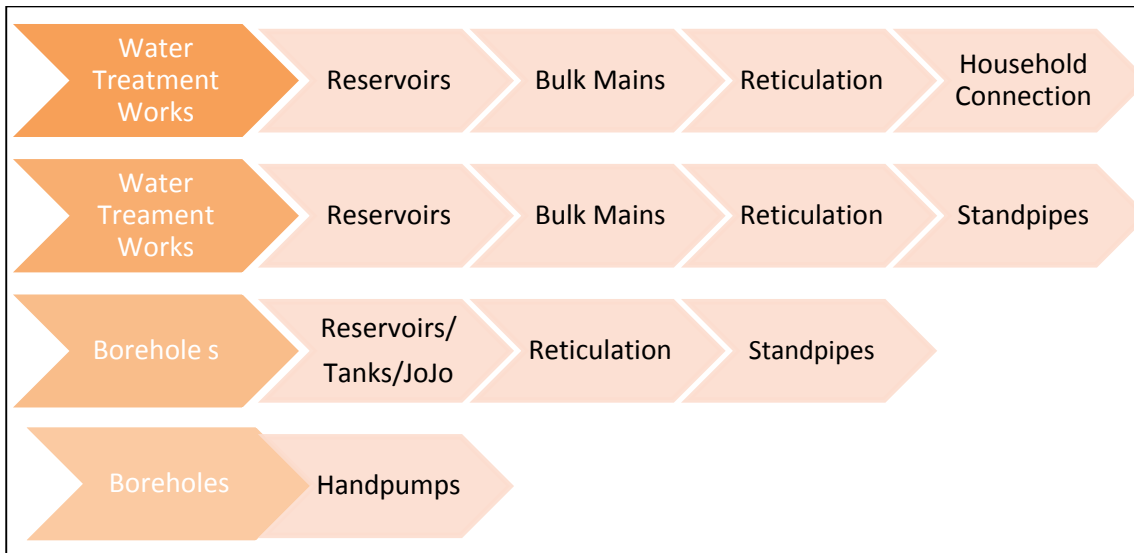 Water
Treatment
Works
Reservoirs
Bulk Mains
Reticulation
Household
Connection
Water
Treament
Works
Reservoirs
Bulk Mains
Reticulation
Standpipes
Borehole s
Reservoirs/
Tanks/JoJo
Reticulation
Standpipes
Boreholes
Handpumps